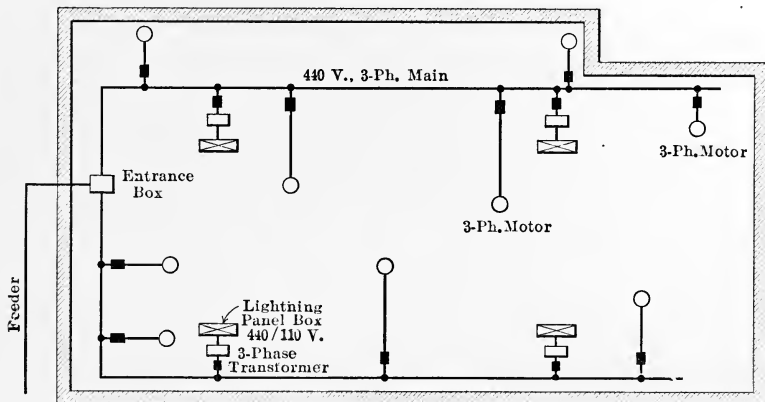 440 V., 3-Ph. Main
3-Ph. Motor
Entrance
Box
3-Ph. Motor
Feeder
Lightning
Panel Box
440/110 V.
3-Phase
Transformer